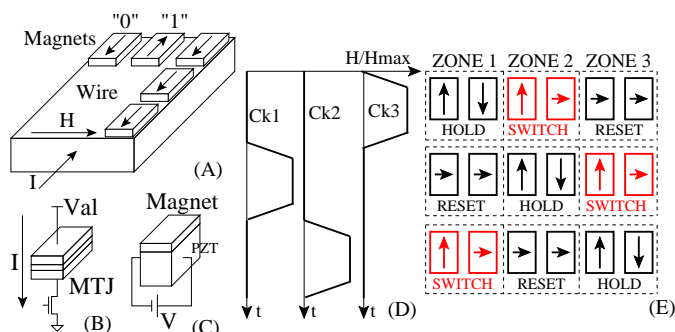 "0" "1"
Magnets
Wire
H
I
(A)
Val
I
MTJ
(B)
Magnet
PZT
V
(C)
H/Hmax
Ck1
Ck2
Ck3
t
t
t
(D)
ZONE 1 ZONE 2 ZONE 3
HOLD SWITCH RESET
RESET HOLD SWITCH
SWITCH RESET HOLD
(E)